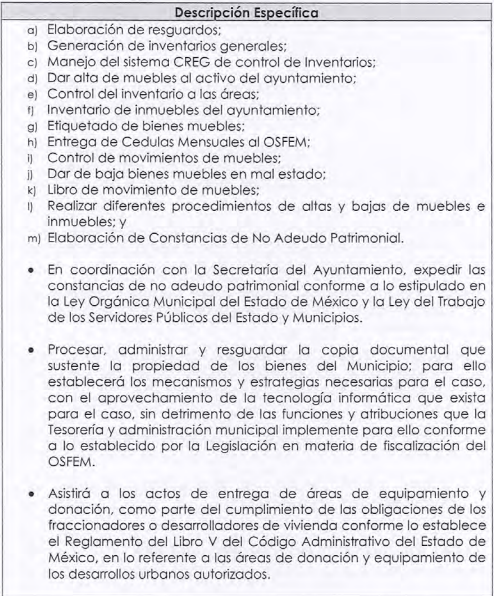 Descripción Específica
a) Elaboración de resguardos;
b) Generación de inventarios generales;
c) Manejo del sistema CREG de control de Inventarios;
d) Dar alta de muebles al activo del ayuntamiento;
e) Control del inventario a las áreas;
f) Inventario de inmuebles del ayuntamiento;
g) Etiquetado de bienes muebles;
h) Entrega de Cedulas Mensuales al OSFEM;
i) Control de movimientos de muebles;
j) Dar de baja bienes muebles en mal estado;
k) Libro de movimiento de muebles;
l) Realizar diferentes procedimientos de altas y bajas de muebles e
inmuebles; y
m) Elaboración de Constancias de No Adeudo Patrimonial.
• En coordinación con la Secretaria del Ayuntamiento, expedir las
constancias de no adeudo patrimonial conforme a lo estipulado en
la Ley Orgánica Municipal del Estado de México y la Ley del Trabajo
de los Servidores Públicos del Estado y Municipios.
• Procesar, administrar y resguardar la copia documental que
sustente la propiedad de los bienes del Municipio; para ello
establecerá los mecanismos y estrategias necesarias para el caso,
con el aprovechamiento de la tecnología informática que exista
para el caso, sin detrimento de las funciones y atribuciones que la
Tesorería y administración municipal implemente para ello conforme
a lo establecido por la Legislación en materia de fiscalización del
OSFEM.
• Asistirá a los actos de entrega de áreas de equipamiento y
donación, como parte del cumplimiento de las obligaciones de los
fraccionadores o desarrolladores de vivienda conforme lo establece
el Reglamento del Libro V del Código Administrativo del Estado de
México, en lo referente a las áreas de donación y equipamiento de
los desarrollos urbanos autorizados.